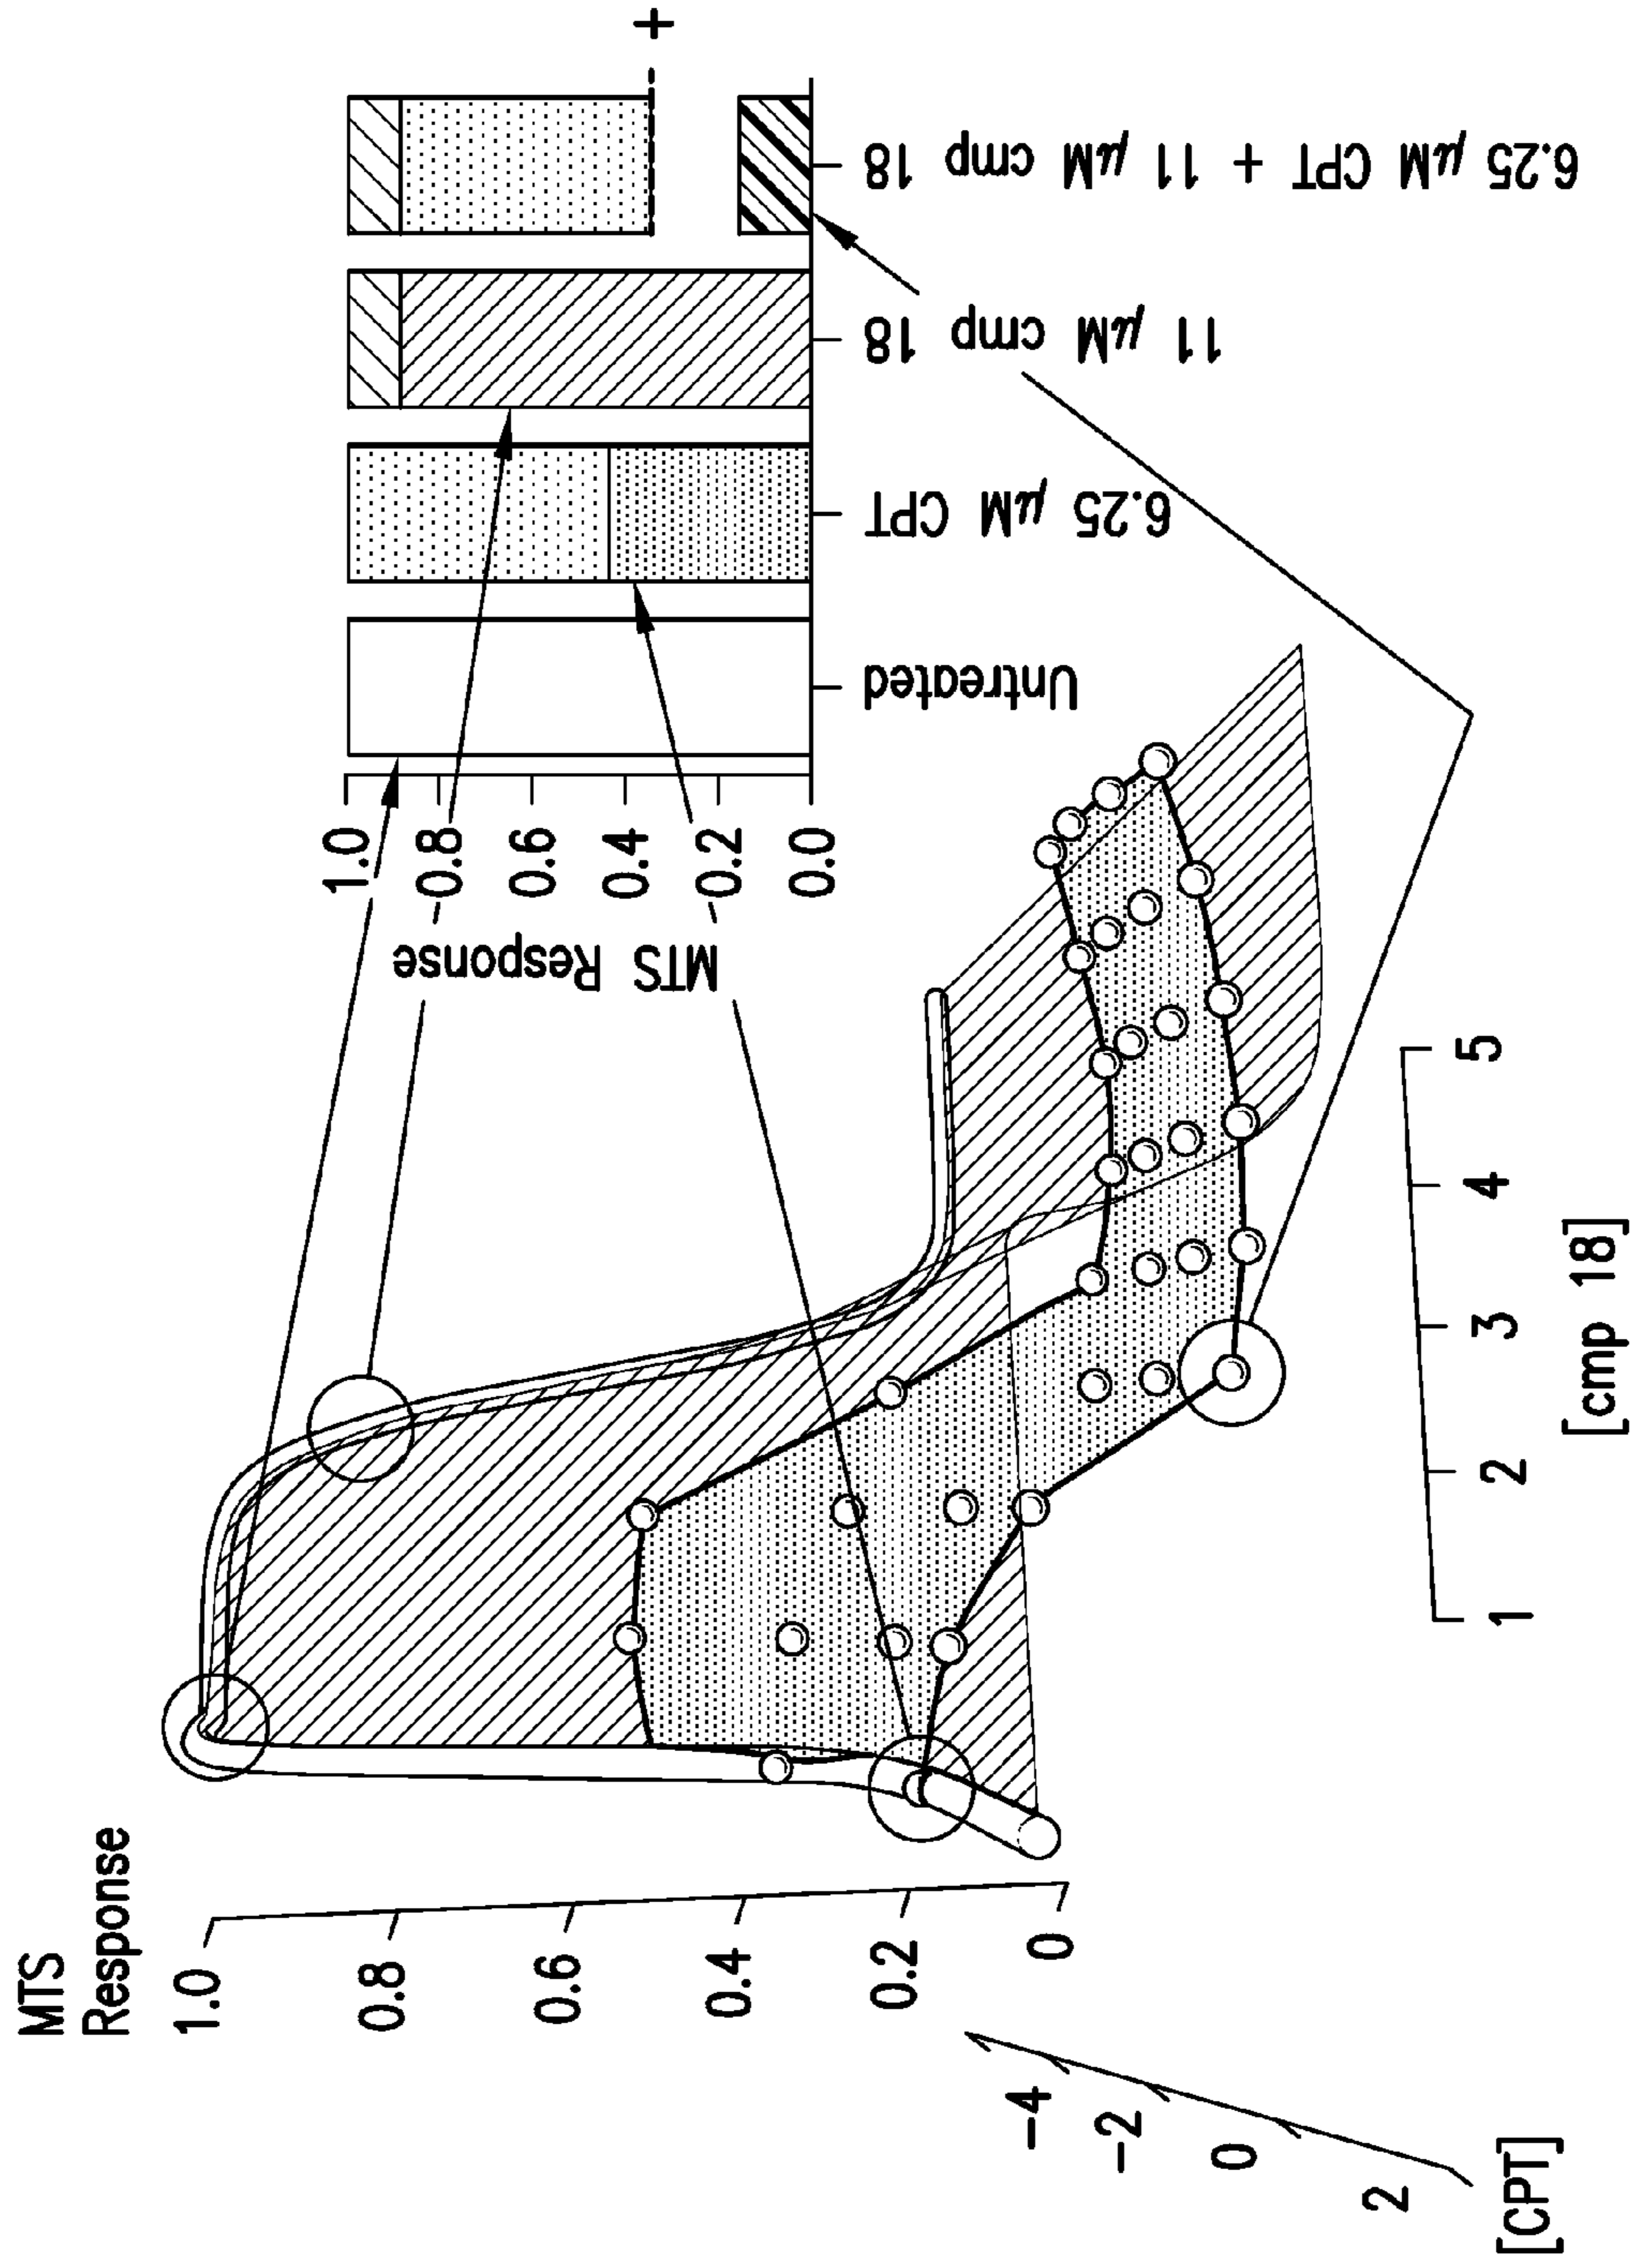 MTS
Response
1.0
0.8
0.6
0.4
0.2
0
-4
-2
0
2
[CPT]
1
2
3
4
5
[cmp 18]
MTS Response
1.0
0.8
0.6
0.4
0.2
0.0
Untreated
6.25 μM CPT
11 μM cmp 18
6.25 μM CPT + 11 μM cmp 18
+